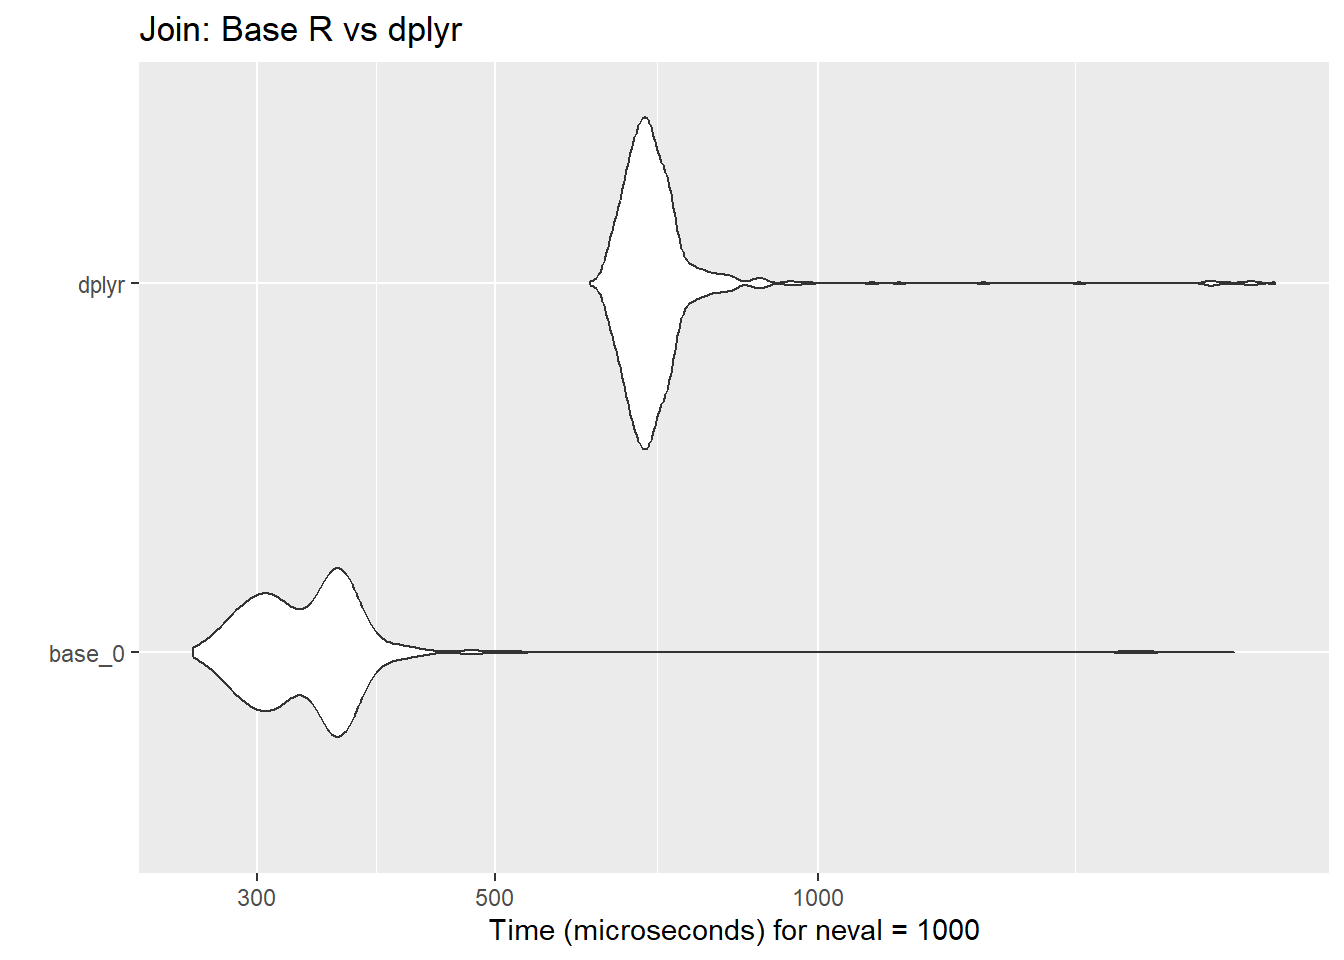 Join: Base R vs dplyr
dplyr
base_0
300 500 1000
Time (microseconds) for neval = 1000